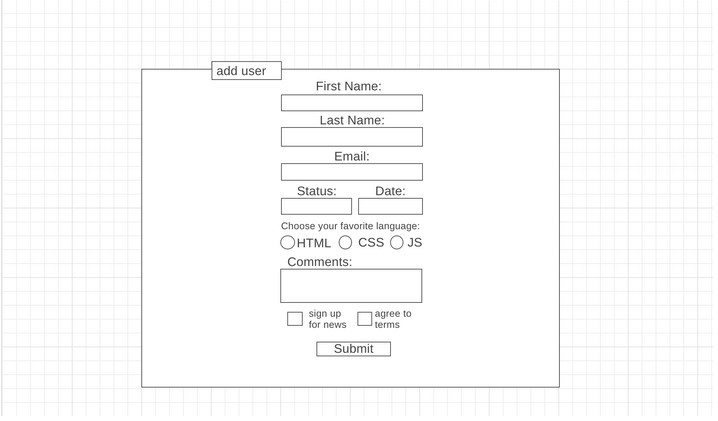 add user
First Name:
Last Name:
Email:
Status: Date:
Choose your favorite language:
HTML CSS JS
Comments:
sign up
for news
agree to
terms
Submit